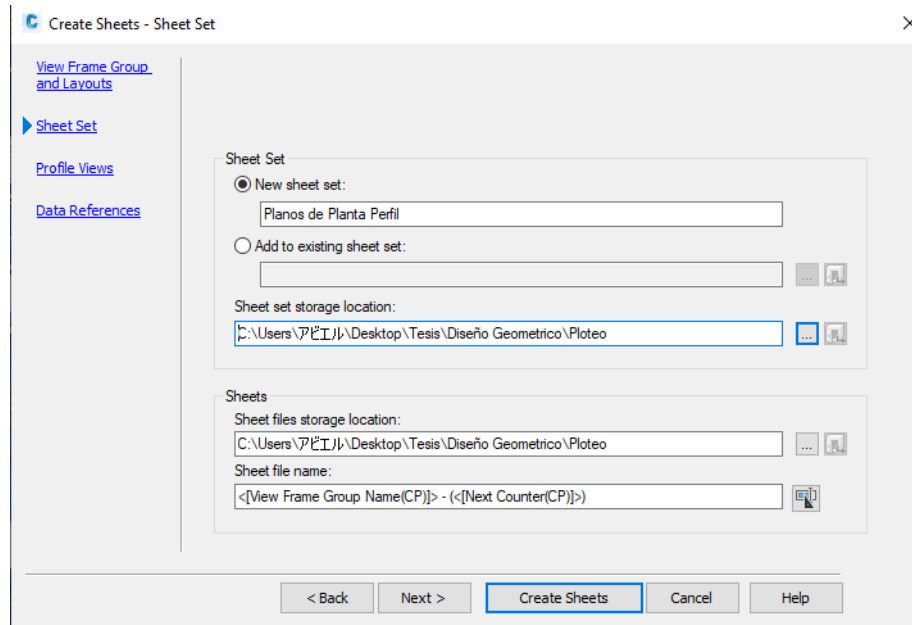 Create Sheets - Sheet Set
View Frame Group
and Layouts
Sheet Set
Profile Views
Data References
Sheet Set
New sheet set:
Planos de Planta Perfil
Add to existing sheet set:
...
Sheet set storage location:
C:\Users\アビエル\Desktop\Tesis\Diseño Geometrico\Ploteo
...
Sheets
Sheet files storage location:
C:\Users\アビエル\Desktop\Tesis\Diseño Geometrico\Ploteo
...
Sheet file name:
<[View Frame Group Name(CP)]> - (<[Next Counter(CP)]>)
< Back
Next >
Create Sheets
Cancel
Help